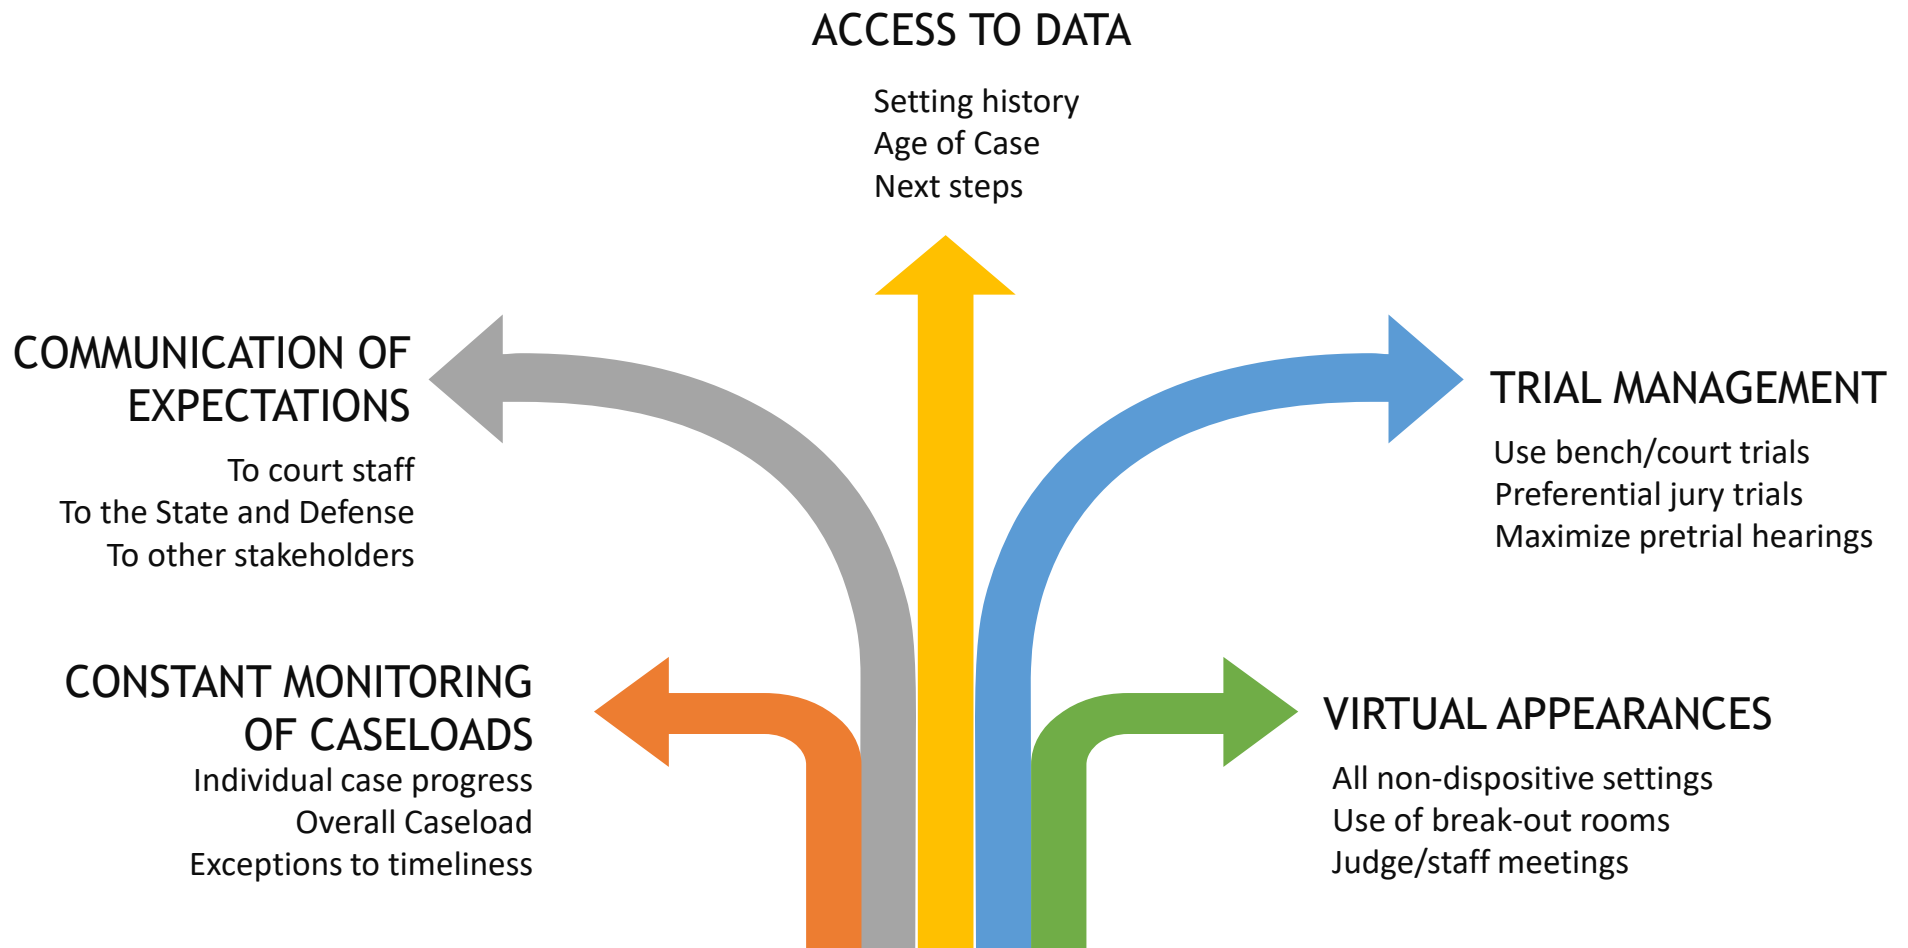 ACCESS TO DATA
Setting history
Age of Case
Next steps
COMMUNICATION OF
EXPECTATIONS
To court staff
To the State and Defense
To other stakeholders
TRIAL MANAGEMENT
Use bench/court trials
Preferential jury trials
Maximize pretrial hearings
CONSTANT MONITORING
OF CASELOADS
Individual case progress
Overall Caseload
Exceptions to timeliness
VIRTUAL APPEARANCES
All non-dispositive settings
Use of break-out rooms
Judge/staff meetings